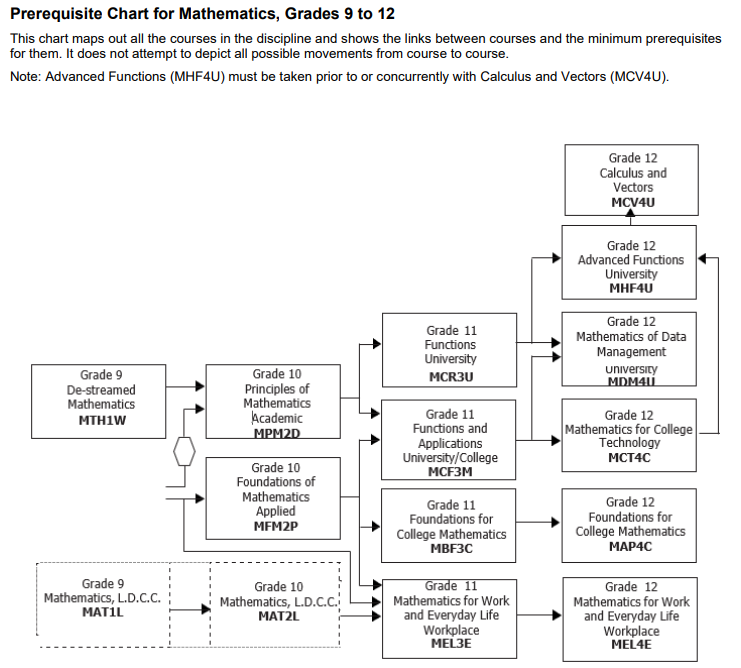 Prerequisite Chart for Mathematics, Grades 9 to 12
This chart maps out all the courses in the discipline and shows the links between courses and the minimum prerequisites
for them. It does not attempt to depict all possible movements from course to course.
Note: Advanced Functions (MHF4U) must be taken prior to or concurrently with Calculus and Vectors (MCV4U).
Grade 12
Calculus and
Vectors
MCV4U
Grade 12
Advanced Functions
University
MHF4U
Grade 11
Functions
University
MCR3U
Grade 12
Mathematics of Data
Management
University
MDM4U
Grade 9
De-streamed
Mathematics
MTH1W
Grade 10
Principles of
Mathematics
Academic
MPM2D
Grade 11
Functions and
Applications
University/College
MCF3M
Grade 12
Mathematics for College
Technology
MCT4C
Grade 10
Foundations of
Mathematics
Applied
MFM2P
Grade 11
Foundations for
College Mathematics
MBF3C
Grade 12
Foundations for
College Mathematics
MAP4C
Grade 9
Mathematics, L.D.C.C.
MAT1L
Grade 10
Mathematics, L.D.C.C.
MAT2L
Grade 11
Mathematics for Work
and Everyday Life
Workplace
MEL3E
Grade 12
Mathematics for Work
and Everyday Life
Workplace
MEL4E